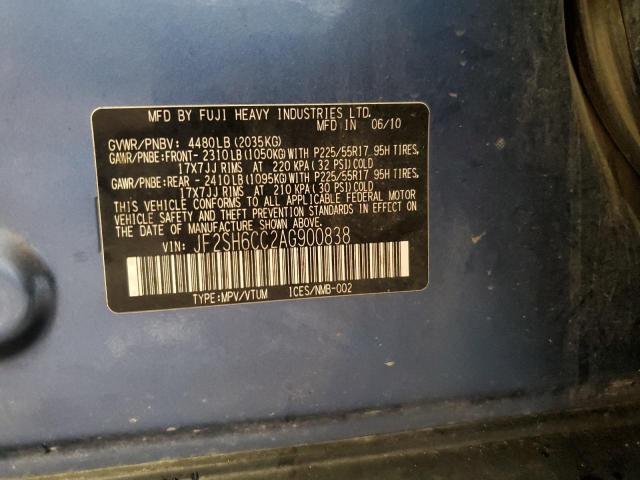 MFD BY FUJI HEAVY INDUSTRIES LTD.
MFD IN 06/10
GVWR/PNBV: 4480LB (2035KG)
GAWR/PNBE:FRONT- 2310LB(1050KG)WITH P225/55R17 95H TIRES,
17X7JJ RIMS AT 220 KPA(32 PSI)COLD
GAWR/PNBE:REAR - 2410LB(1095KG)WITH P225/55R17 95H TIRES,
17X7JJ RIMS AT 210 KPA(30 PSI)COLD
THIS VEHICLE CONFORMS TO ALL APPLICABLE FEDERAL MOTOR
VEHICLE SAFETY AND THEFT PREVENTION STANDARDS IN EFFECT ON
THE DATE OF MANUFACTURE SHOWN ABOVE.
VIN: JF2SH6CC2AG900838
TYPE:MPV/VTUM ICES/NMB-002